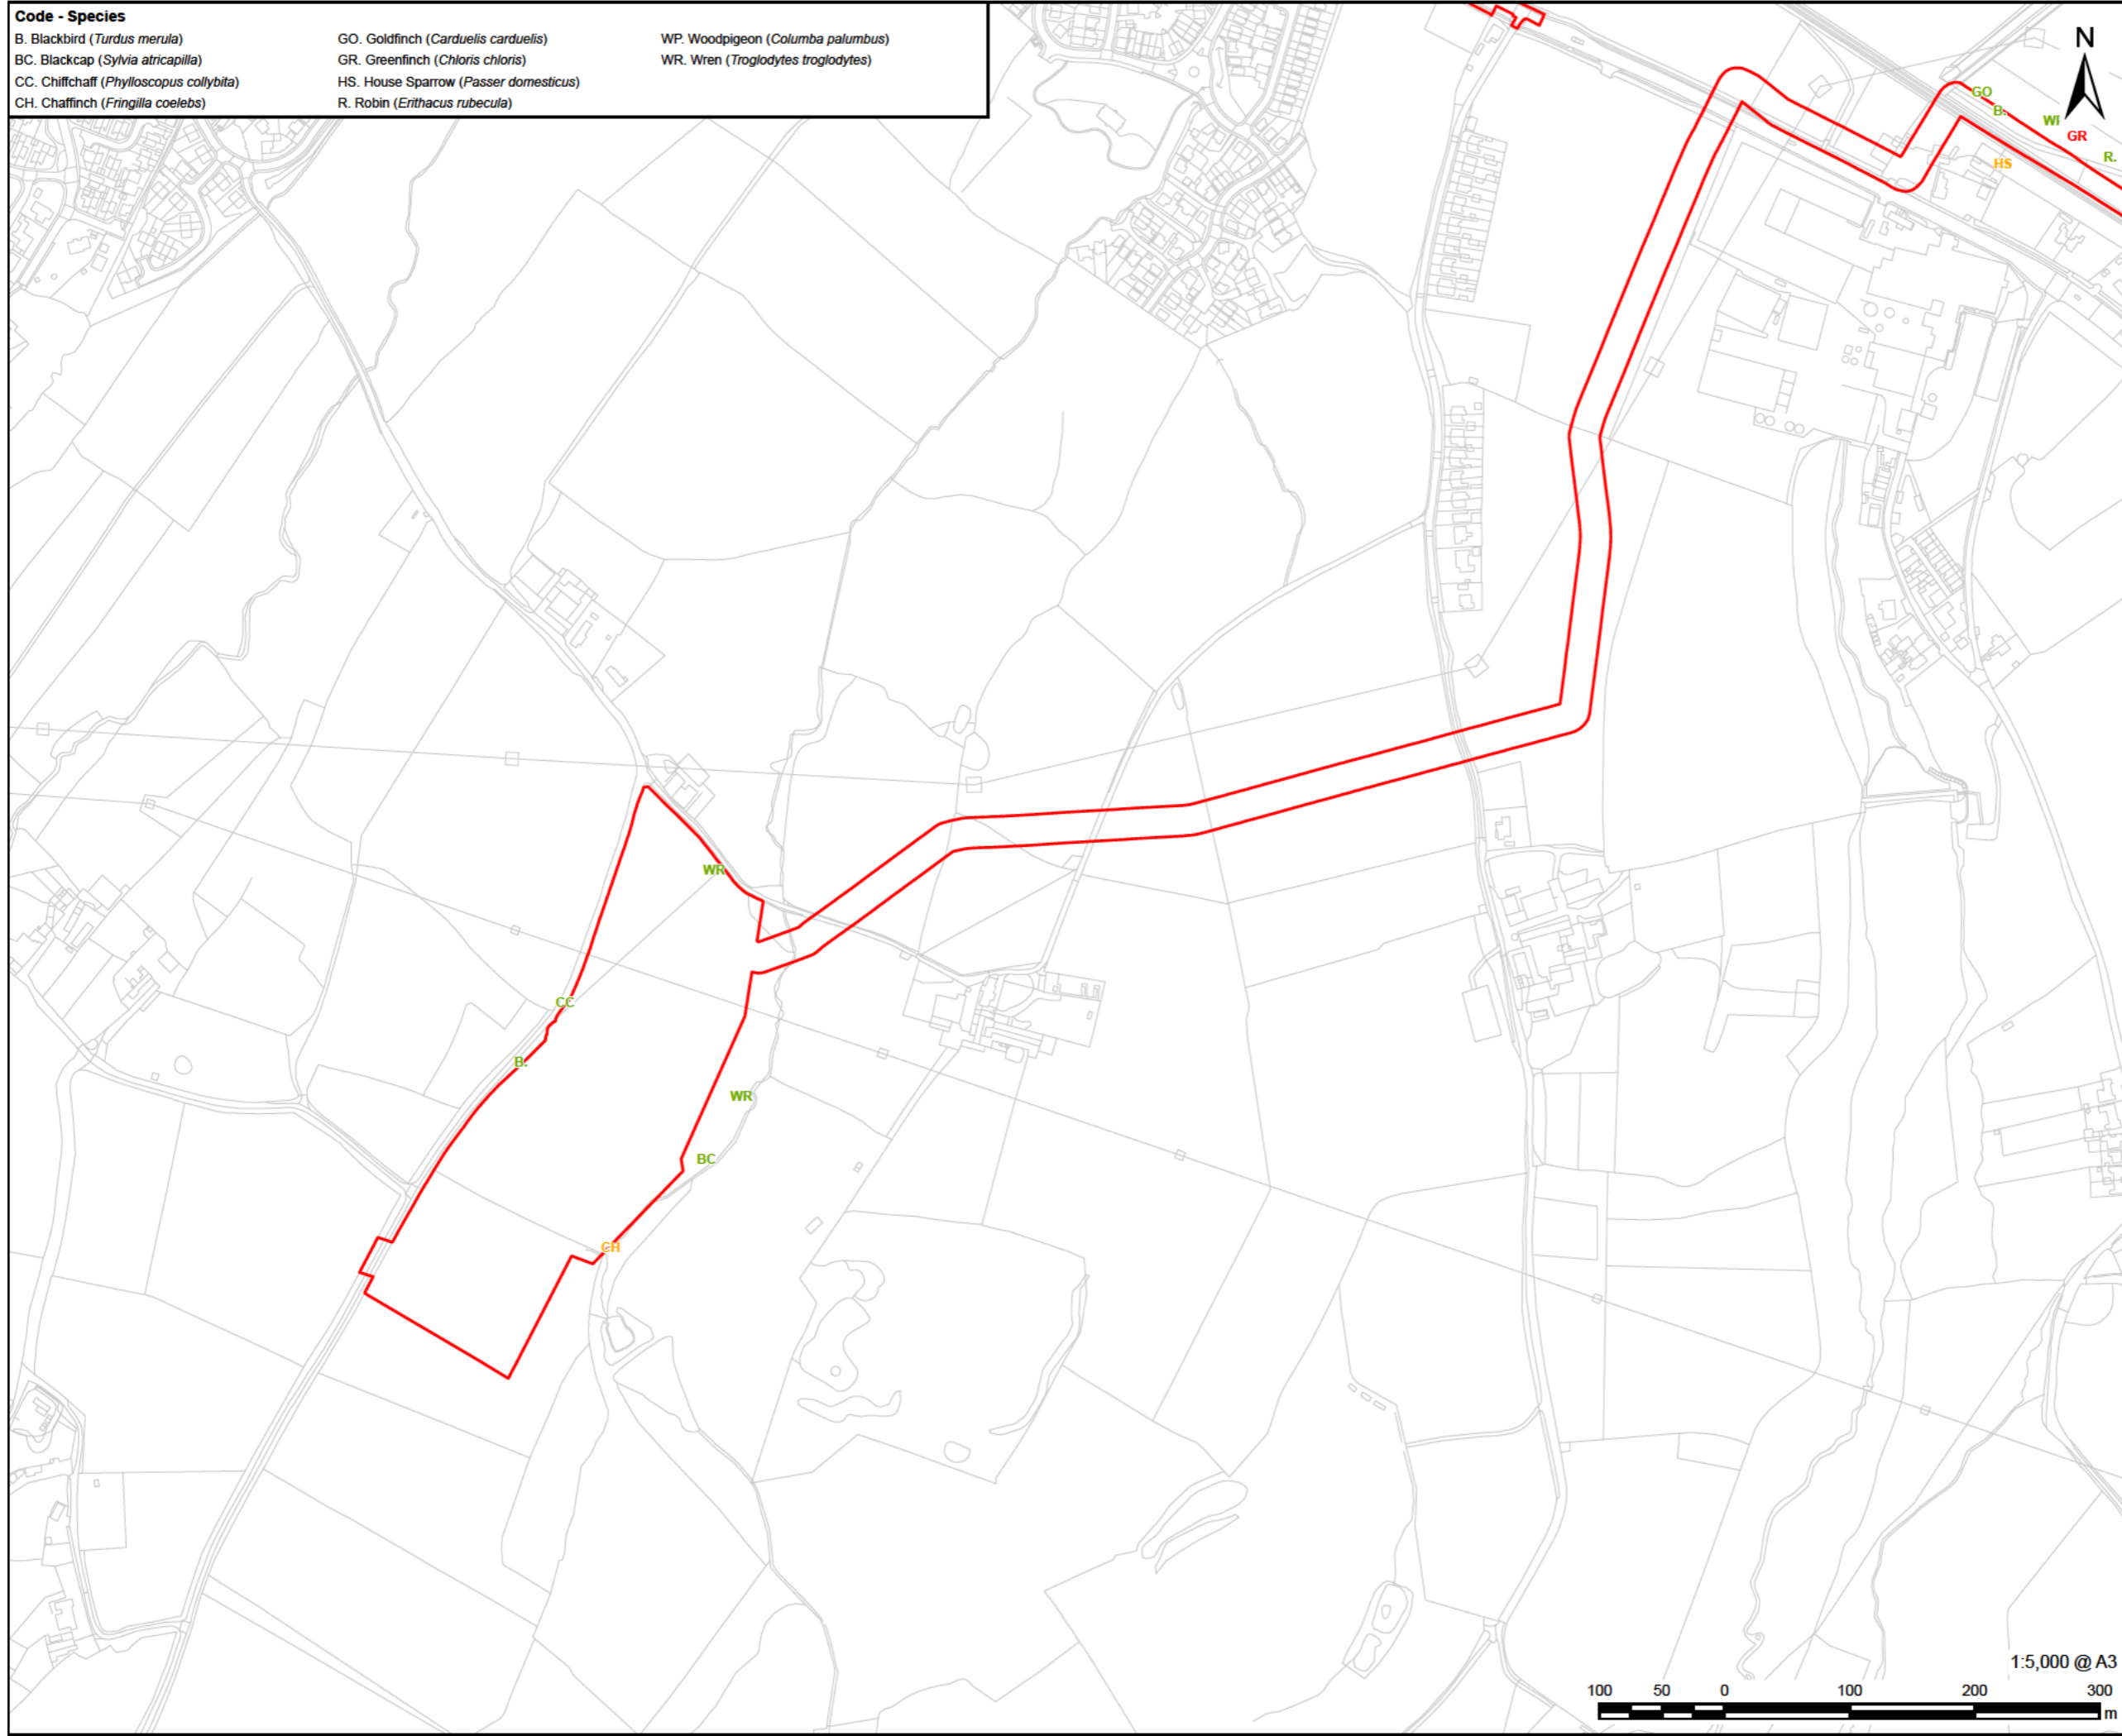 Code - Species
B. Blackbird (Turdus merula)
BC. Blackcap (Sylvia atricapilla)
CC. Chiffchaff (Phylloscopus collybita)
CH. Chaffinch (Fringilla coelebs)
GO. Goldfinch (Carduelis carduelis)
GR. Greenfinch (Chloris chloris)
HS. House Sparrow (Passer domesticus)
R. Robin (Erithacus rubecula)
WP. Woodpigeon (Columba palumbus)
WR. Wren (Troglodytes troglodytes)
N
GO
B.
GR
R.
HS
WR
CC
B.
WR
BC
CH
1:5,000 @ A3
100 50 0 100 200 300
m